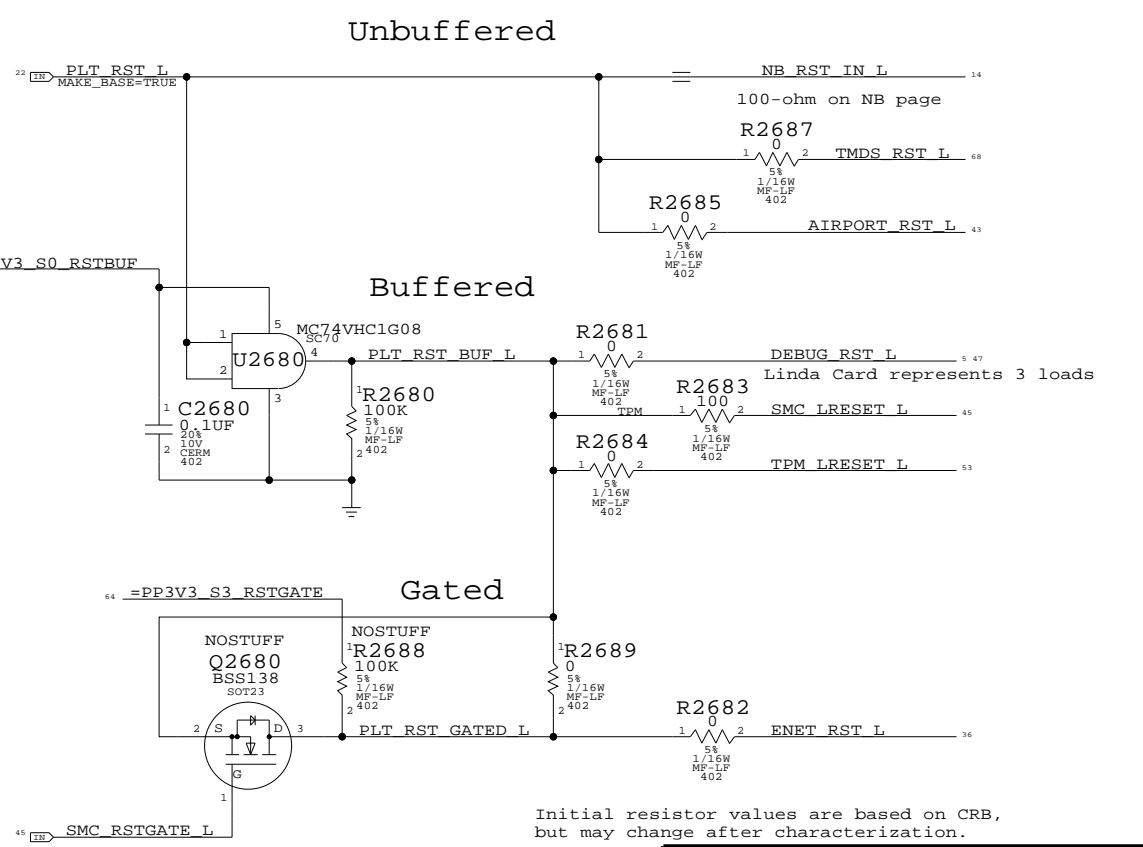 Unbuffered
22 IN PLT_RST_L
MAKE_BASE=TRUE
NB_RST_IN_L 14
100-ohm on NB page
R2687
0
1 2 TMDS_RST_L 68
5%
1/16W
MF-LF
402
R2685
0
1 2 AIRPORT_RST_L 43
5%
1/16W
MF-LF
402
V3_S0_RSTBUF
Buffered
5 MC74VHC1G08
SC70
1
U2680 4
2
3
PLT_RST_BUF_L
R2681
0
1 2 DEBUG_RST_L 5 47
5%
1/16W
MF-LF
402
Linda Card represents 3 loads
1 R2680
100K
5%
1/16W
MF-LF
2 402
R2683
100
TPM 1 2 SMC_LRESET_L 45
5%
1/16W
MF-LF
402
1 C2680
0.1UF
20%
2 10V
CERM
402
R2684
0
1 2 TPM_LRESET_L 53
5%
1/16W
MF-LF
402
Gated
64 =PP3V3_S3_RSTGATE
NOSTUFF
Q2680
BSS138
SOT23
2 S D 3
G
1
NOSTUFF
1 R2688
100K
5%
1/16W
MF-LF
2 402
1 R2689
0
5%
1/16W
MF-LF
2 402
PLT_RST_GATED_L
R2682
0
1 2 ENET_RST_L 36
5%
1/16W
MF-LF
402
45 IN SMC_RSTGATE_L
Initial resistor values are based on CRB,
but may change after characterization.